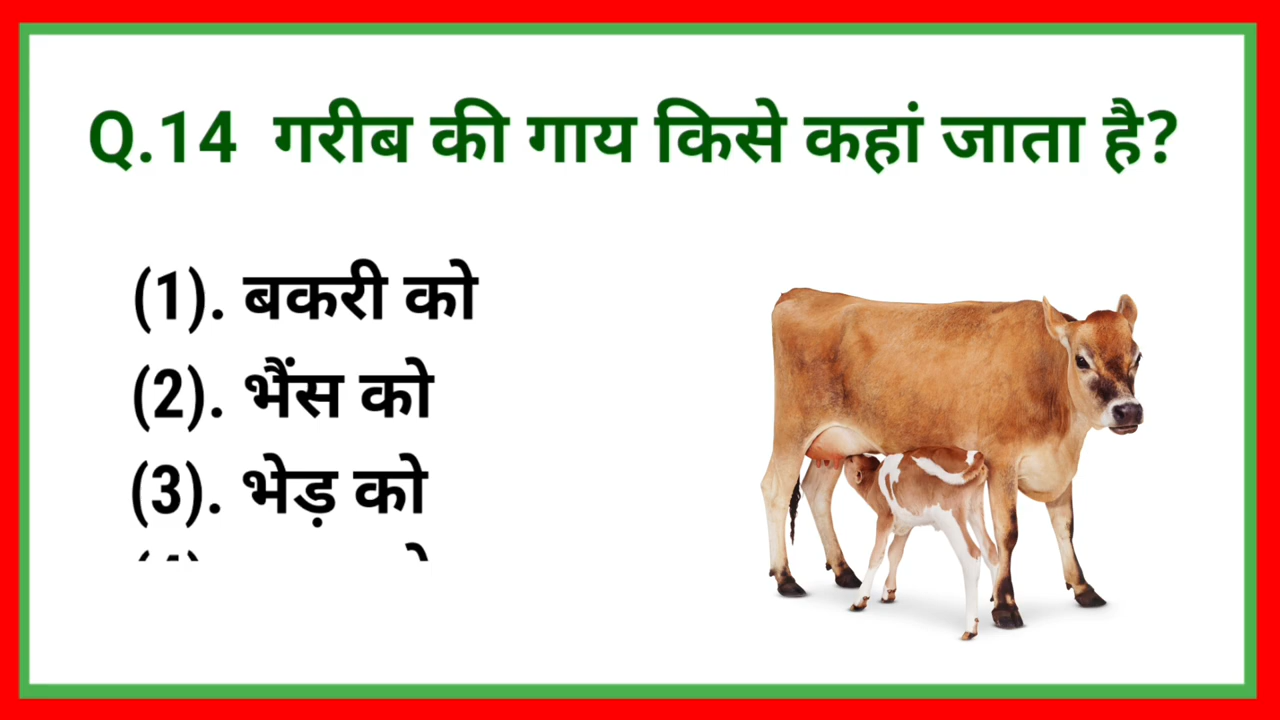 Q.14 गरीब की गाय किसे कहां जाता है?
(1). बकरी को
(2). भैंस को
(3). भेड़ को